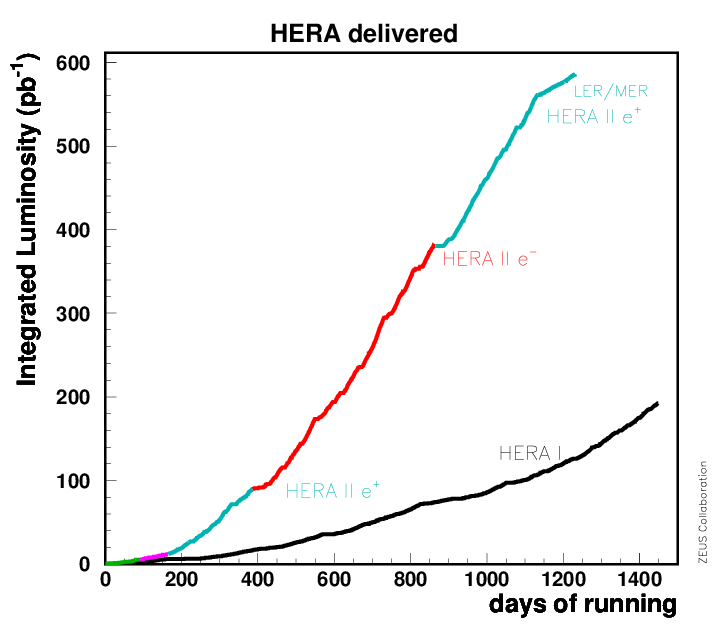 HERA delivered
Integrated Luminosity (pb⁻¹)
600
500
400
300
200
100
0
LER/MER
HERA II e⁺
HERA II e⁻
HERA I
HERA II e⁺
0 200 400 600 800 1000 1200 1400
days of running
ZEUS Collaboration